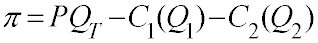 π = PQ_T − C_1(Q_1) − C_2(Q_2)